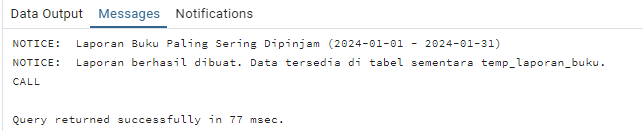 Data Output Messages Notifications
NOTICE: Laporan Buku Paling Sering Dipinjam (2024-01-01 - 2024-01-31)
NOTICE: Laporan berhasil dibuat. Data tersedia di tabel sementara temp_laporan_buku.
CALL
Query returned successfully in 77 msec.